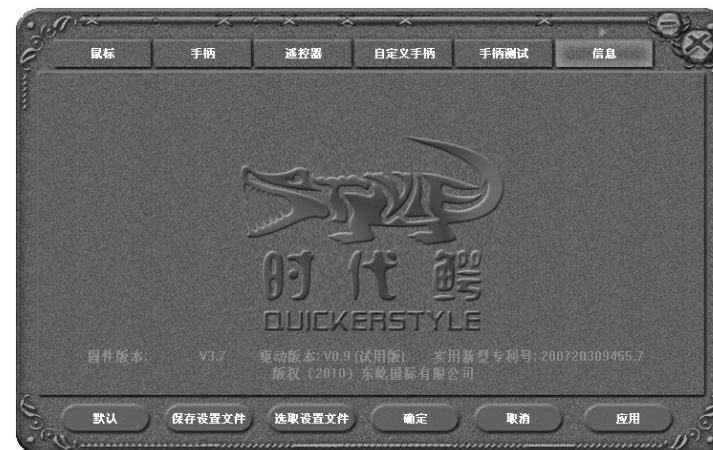 鼠标 手柄 遥控器 自定义手柄 手柄测试 信息
STYLE
时代鳄
QUICKERSTYLE
固件版本: V3.7 驱动版本: V0.9 (试用版) 实用新型专利号: 200720309455.7
版权（2010）东屹国际有限公司
默认 保存设置文件 选取设置文件 确定 取消 应用